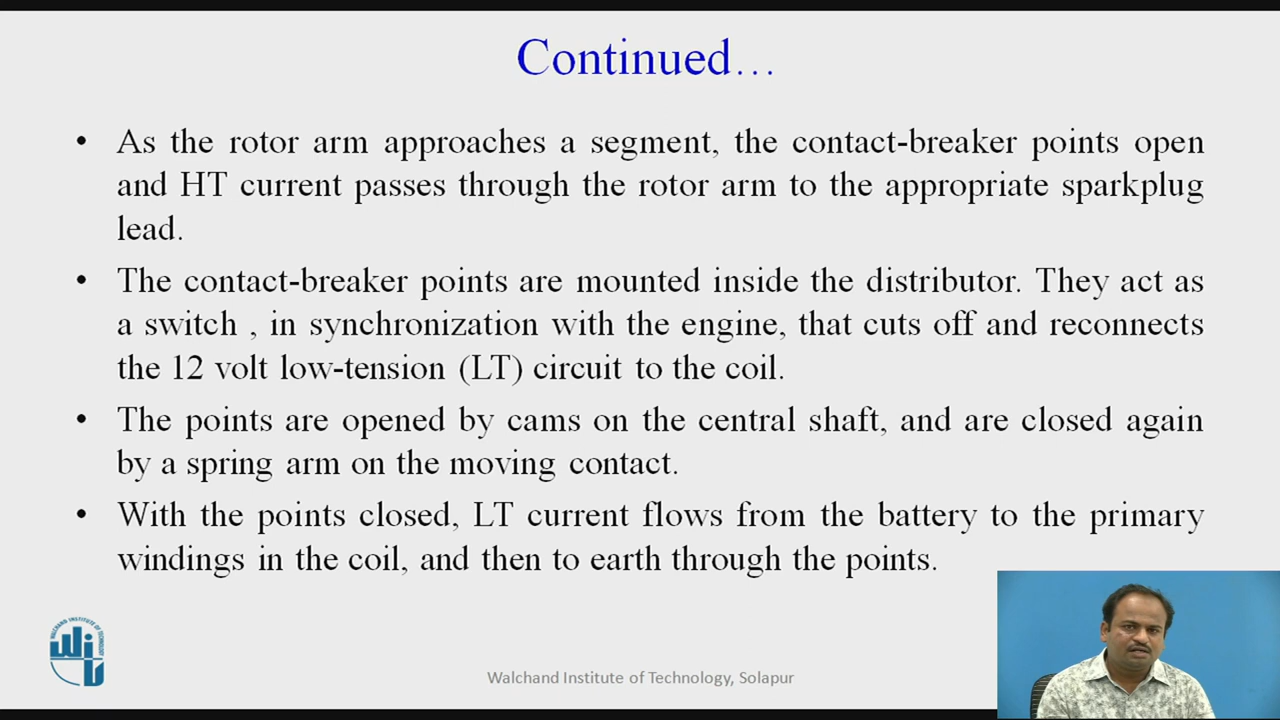 Continued...
• As the rotor arm approaches a segment, the contact-breaker points open
and HT current passes through the rotor arm to the appropriate sparkplug
lead.
• The contact-breaker points are mounted inside the distributor. They act as
a switch , in synchronization with the engine, that cuts off and reconnects
the 12 volt low-tension (LT) circuit to the coil.
• The points are opened by cams on the central shaft, and are closed again
by a spring arm on the moving contact.
• With the points closed, LT current flows from the battery to the primary
windings in the coil, and then to earth through the points.
WALCHAND INSTITUTE OF TECHNOLOGY
Walchand Institute of Technology, Solapur